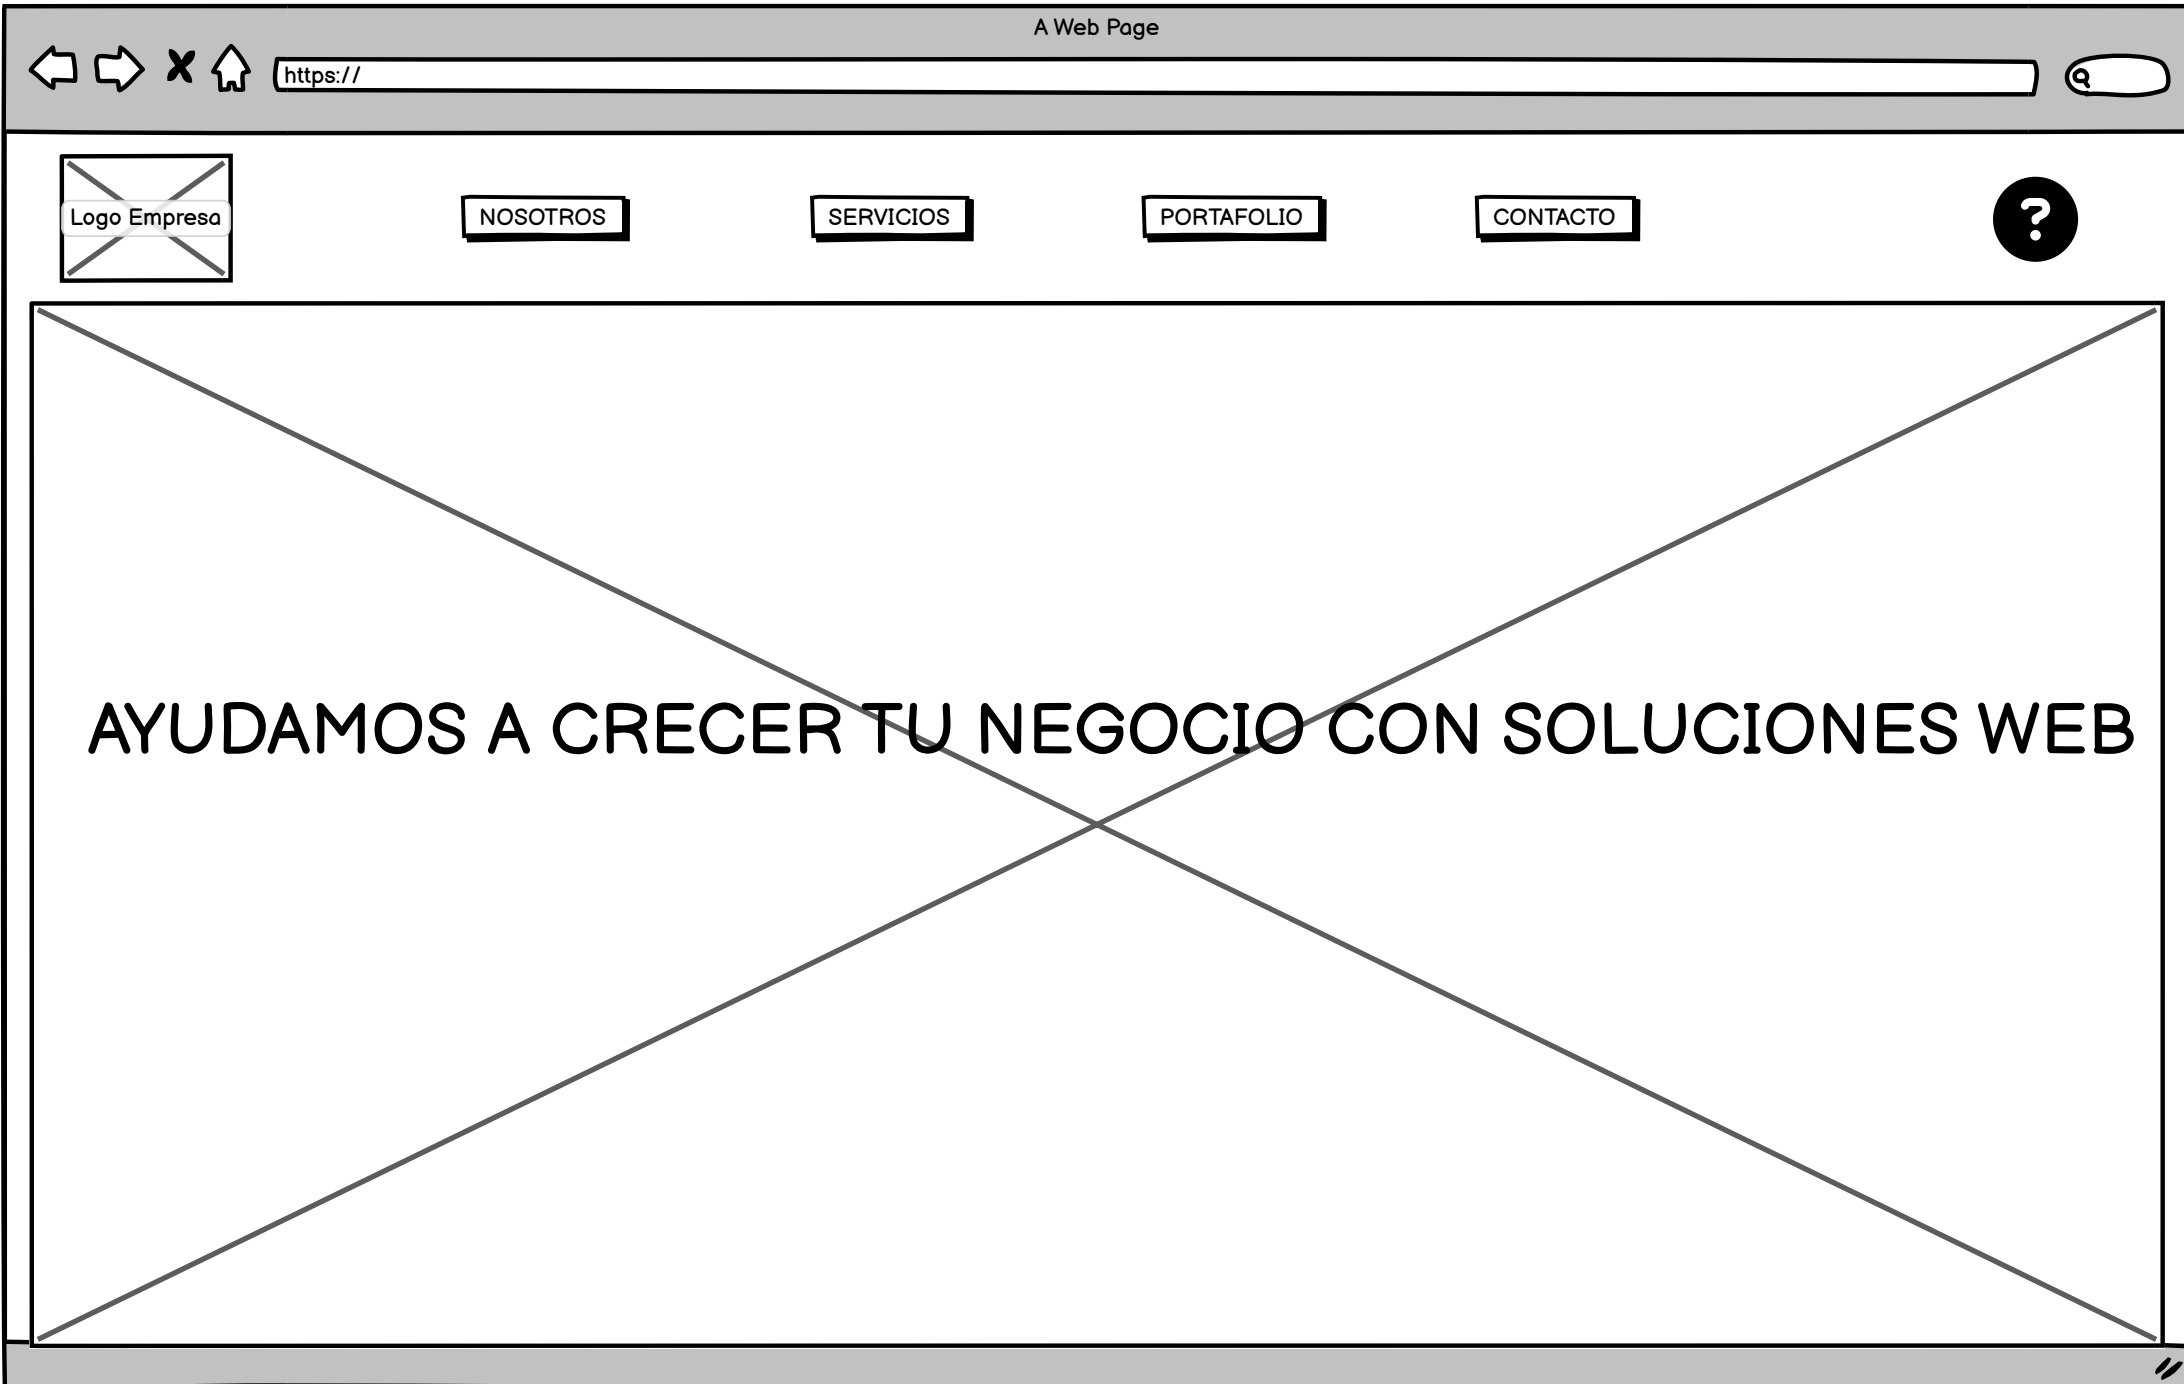 A Web Page
https://
Logo Empresa
NOSOTROS
SERVICIOS
PORTAFOLIO
CONTACTO
?
AYUDAMOS A CRECER TU NEGOCIO CON SOLUCIONES WEB